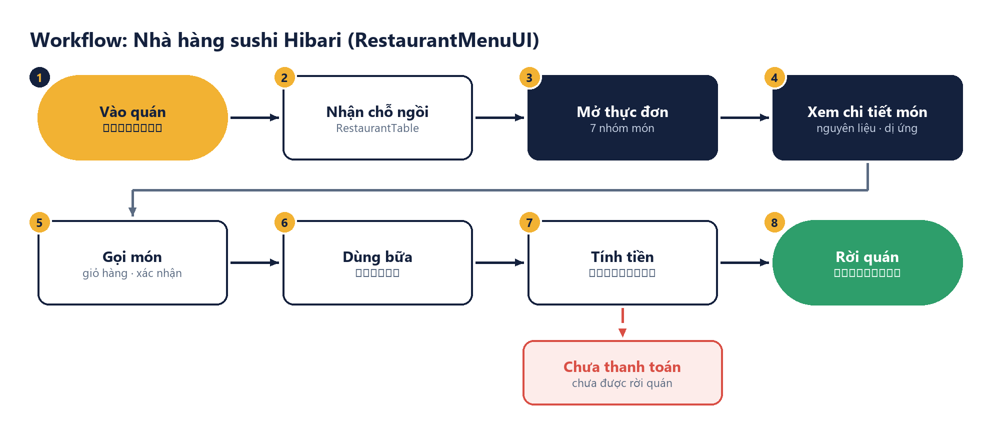 Workflow: Nhà hàng sushi Hibari (RestaurantMenuUI)
1
Vào quán
2
Nhận chỗ ngồi
RestaurantTable
3
Mở thực đơn
7 nhóm món
4
Xem chi tiết món
nguyên liệu · dị ứng
5
Gọi món
giỏ hàng · xác nhận
6
Dùng bữa
7
Tính tiền
8
Rời quán
Chưa thanh toán
chưa được rời quán